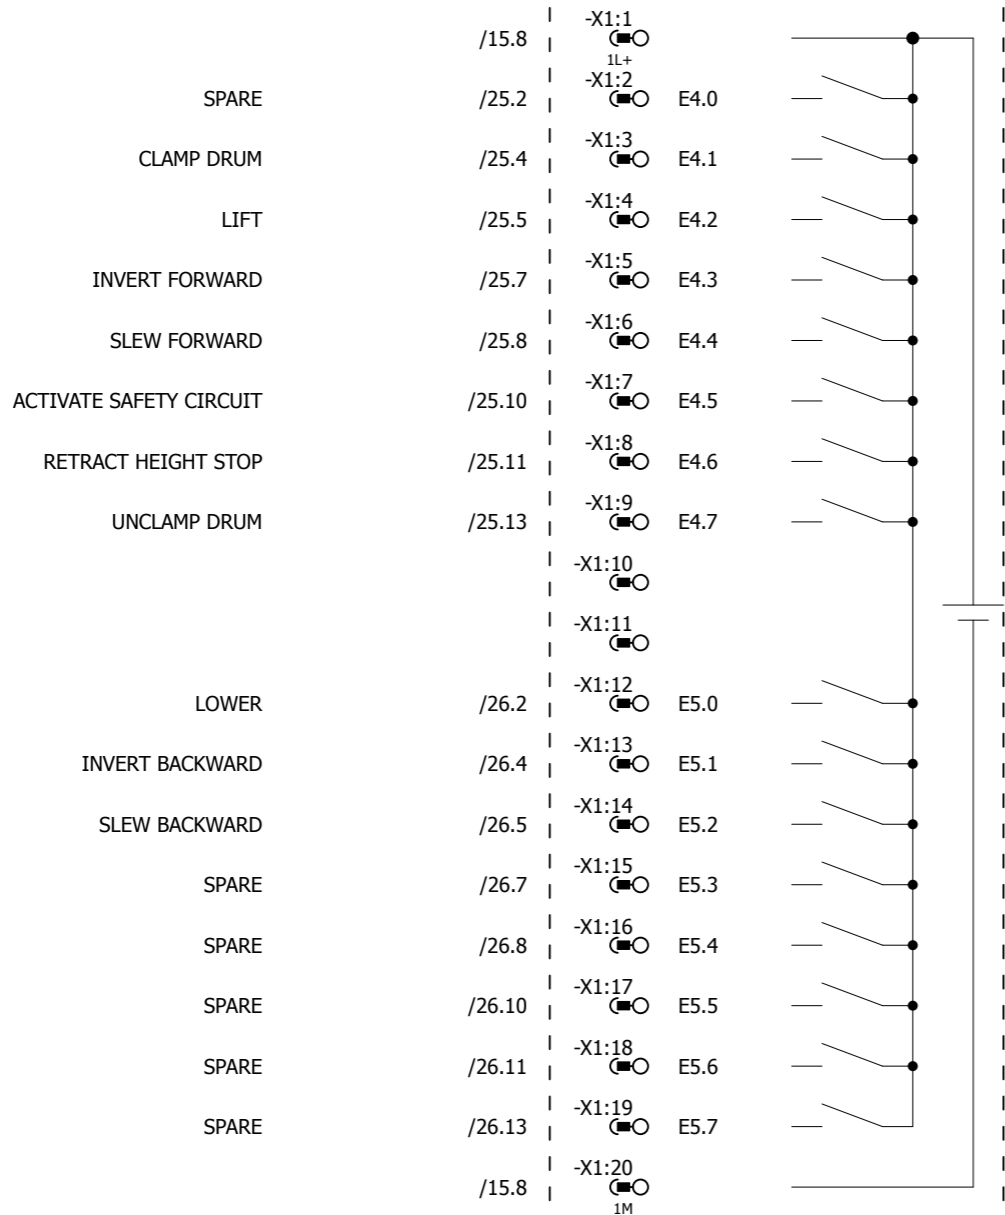 /15.8 -X1:1
1L+
SPARE /25.2 -X1:2 E4.0
CLAMP DRUM /25.4 -X1:3 E4.1
LIFT /25.5 -X1:4 E4.2
INVERT FORWARD /25.7 -X1:5 E4.3
SLEW FORWARD /25.8 -X1:6 E4.4
ACTIVATE SAFETY CIRCUIT /25.10 -X1:7 E4.5
RETRACT HEIGHT STOP /25.11 -X1:8 E4.6
UNCLAMP DRUM /25.13 -X1:9 E4.7
-X1:10
-X1:11
LOWER /26.2 -X1:12 E5.0
INVERT BACKWARD /26.4 -X1:13 E5.1
SLEW BACKWARD /26.5 -X1:14 E5.2
SPARE /26.7 -X1:15 E5.3
SPARE /26.8 -X1:16 E5.4
SPARE /26.10 -X1:17 E5.5
SPARE /26.11 -X1:18 E5.6
SPARE /26.13 -X1:19 E5.7
/15.8 -X1:20
1M